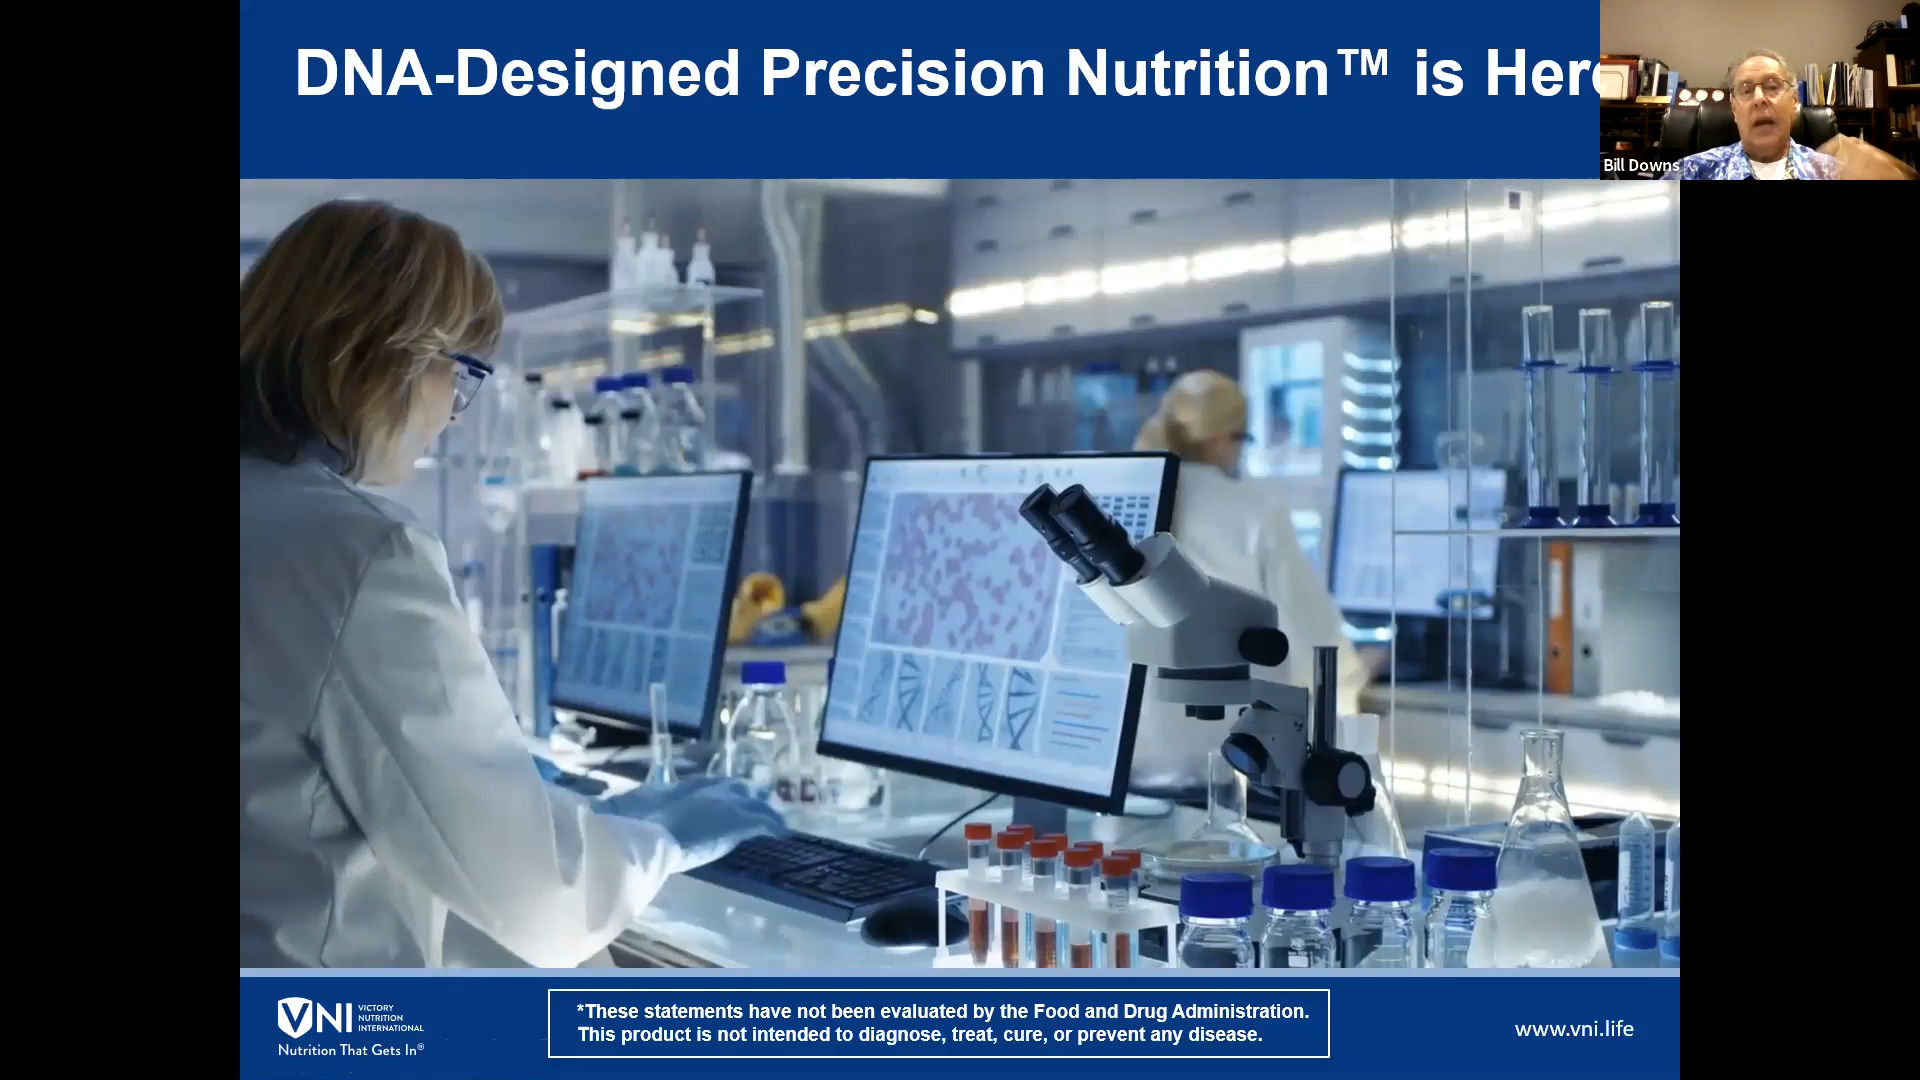 DNA-Designed Precision Nutrition™ is Here
Bill Downs
VNI VICTORY
NUTRITION
INTERNATIONAL
Nutrition That Gets In®
*These statements have not been evaluated by the Food and Drug Administration.
This product is not intended to diagnose, treat, cure, or prevent any disease.
www.vni.life